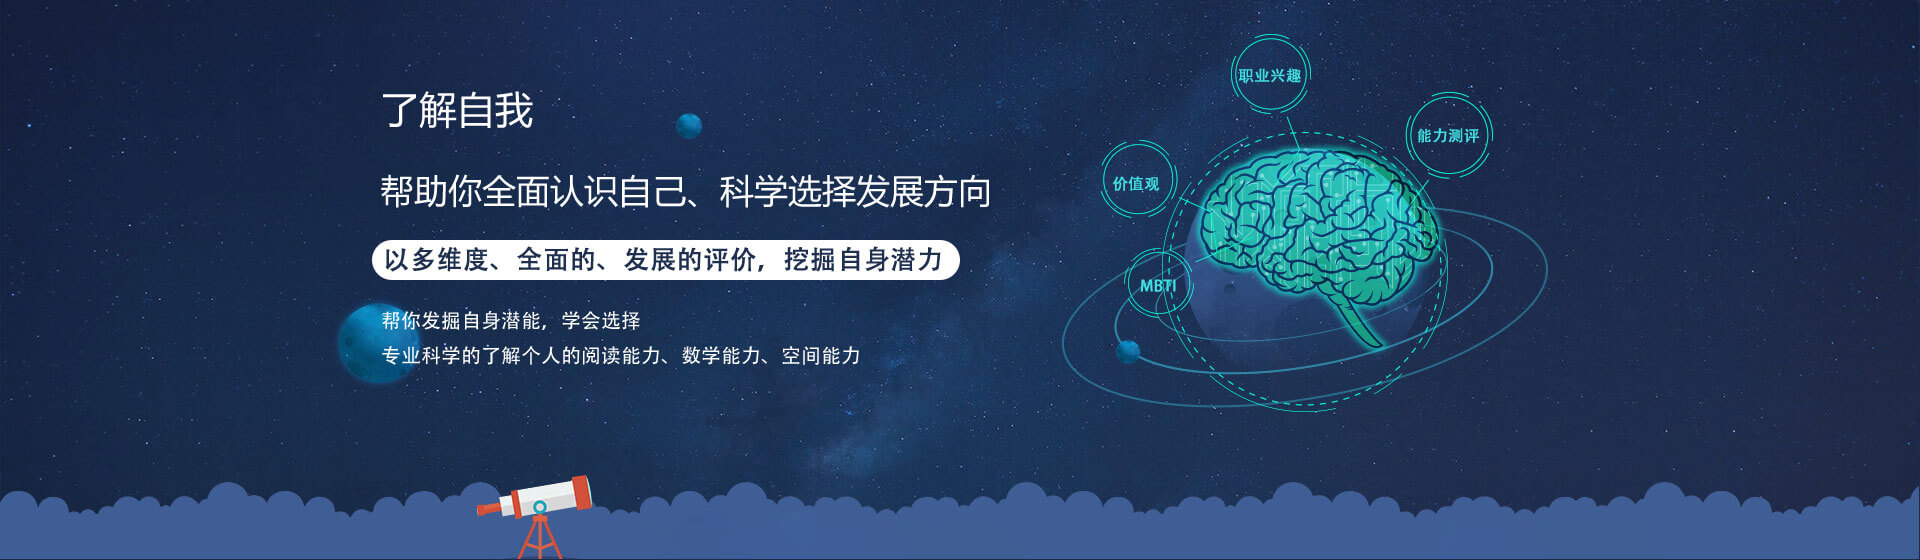 了解自我
帮助你全面认识自己、科学选择发展方向
以多维度、全面的、发展的评价，挖掘自身潜力
帮你发掘自身潜能，学会选择
专业科学的了解个人的阅读能力、数学能力、空间能力
职业兴趣
能力测评
价值观
MBTI